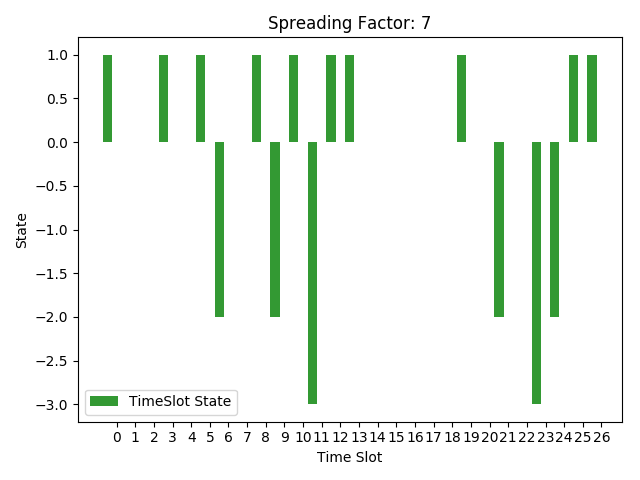 Spreading Factor: 7
1.0
0.5
0.0
−0.5
−1.0
−1.5
−2.0
−2.5
−3.0
State
TimeSlot State
0 1 2 3 4 5 6 7 8 9 10 11 12 13 14 15 16 17 18 19 20 21 22 23 24 25 26
Time Slot